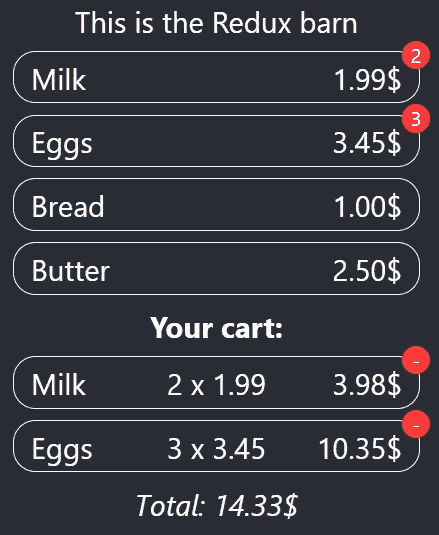 This is the Redux barn
2
Milk 1.99$
3
Eggs 3.45$
Bread 1.00$
Butter 2.50$
Your cart:
-
Milk 2 x 1.99 3.98$
-
Eggs 3 x 3.45 10.35$
Total: 14.33$